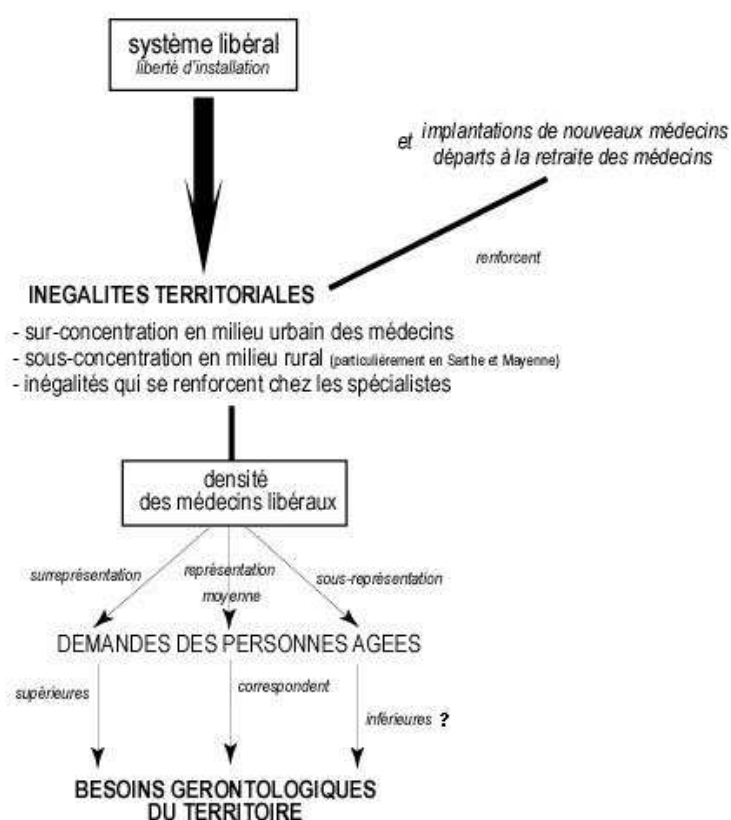 système libéral
liberté d'installation
et implantations de nouveaux médecins
départs à la retraite des médecins
renforcent
INEGALITES TERRITORIALES
- sur-concentration en milieu urbain des médecins
- sous-concentration en milieu rural (particulièrement en Sarthe et Mayenne)
- inégalités qui se renforcent chez les spécialistes
densité
des médecins libéraux
surreprésentation
représentation
moyenne
sous-représentation
DEMANDES DES PERSONNES AGEES
supérieures
correspondent
inférieures ?
BESOINS GERONTOLOGIQUES
DU TERRITOIRE